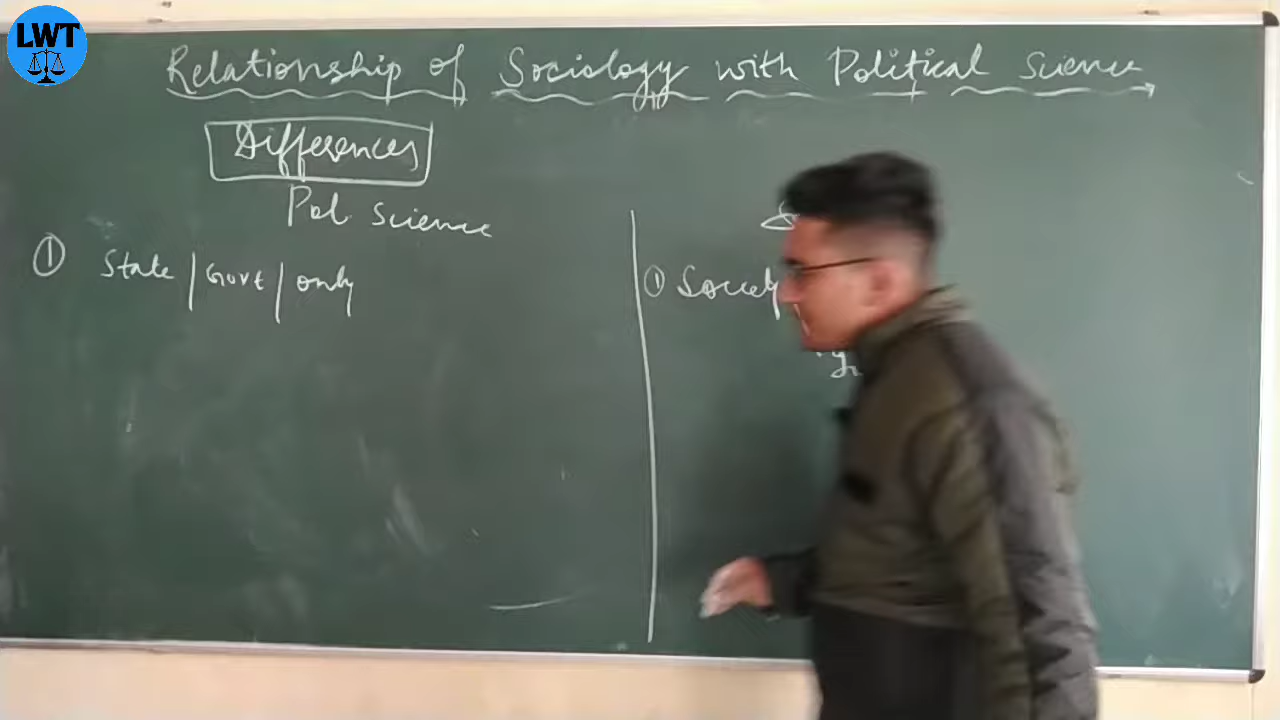 LWT
Relationship of Sociology with Political Science
Differences
Pol Science
① State / Govt / only
① Society